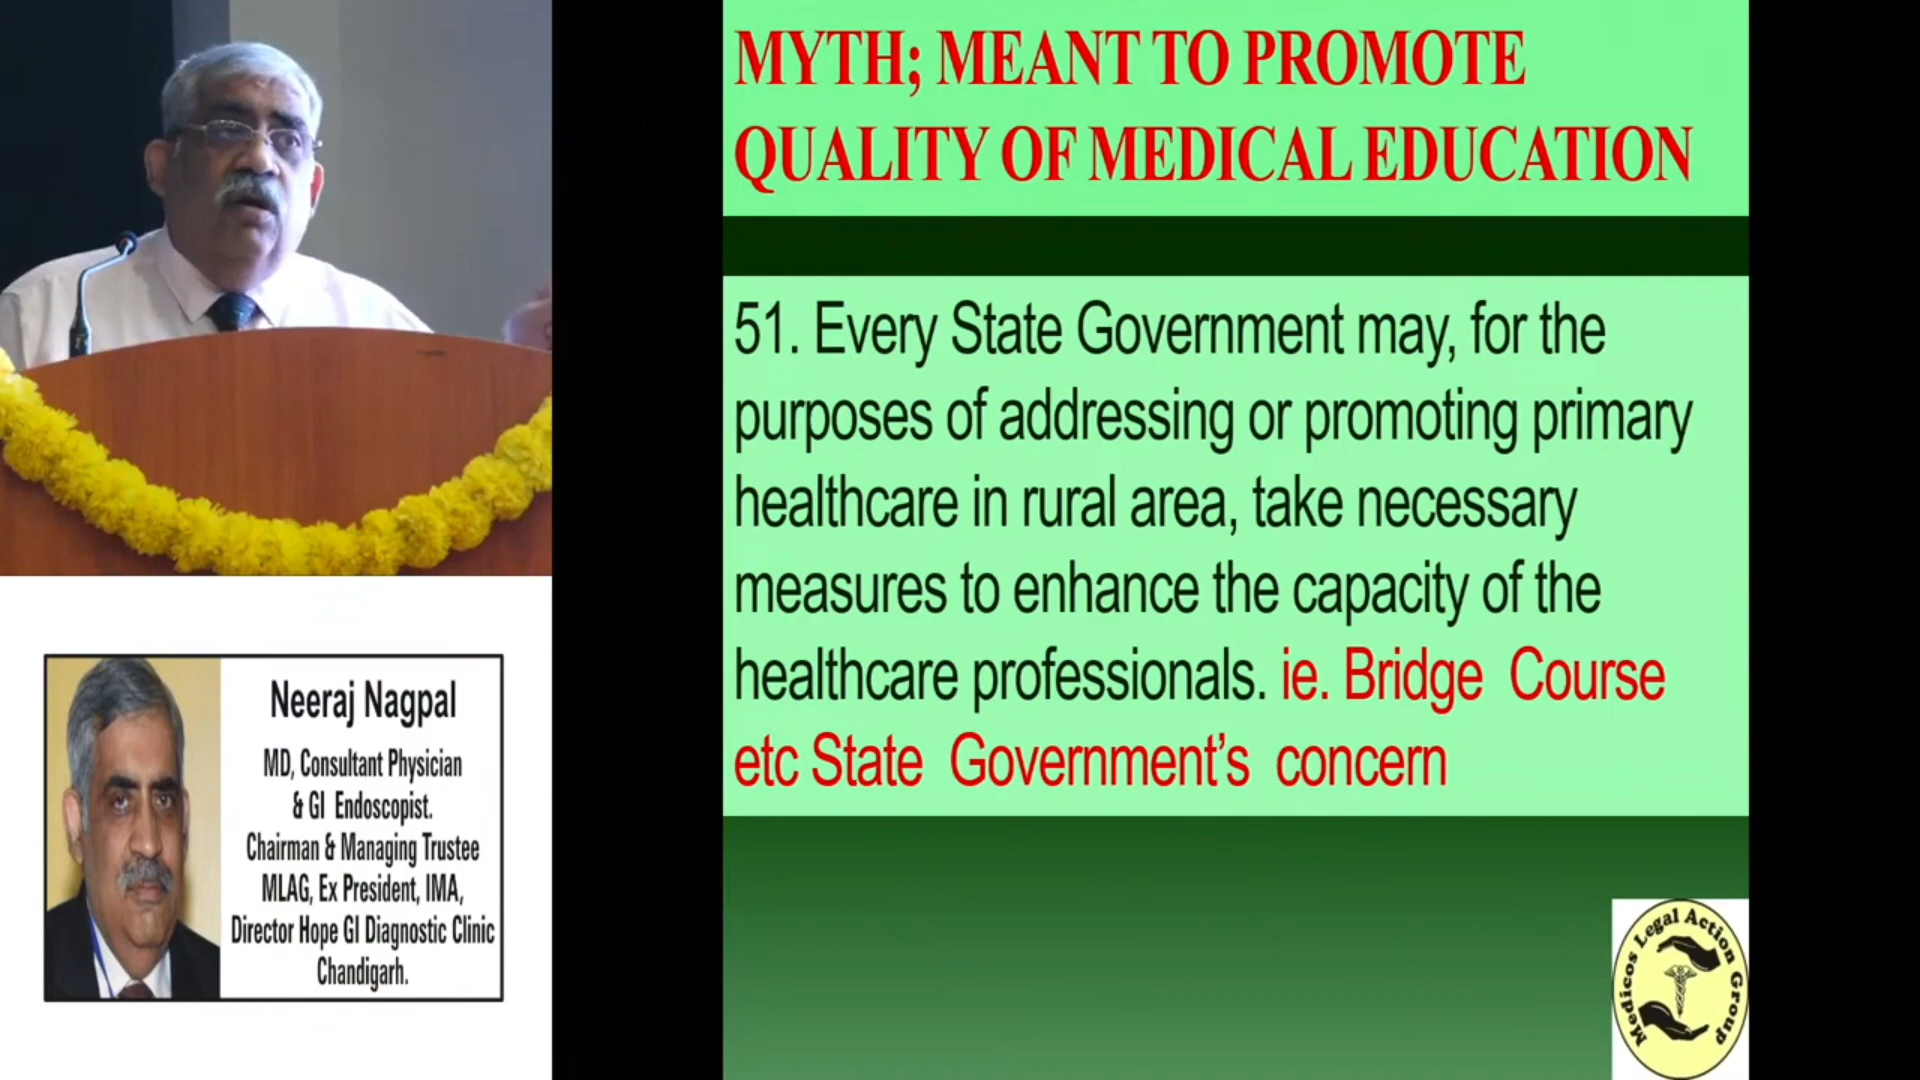 MYTH; MEANT TO PROMOTE
QUALITY OF MEDICAL EDUCATION
51. Every State Government may, for the
purposes of addressing or promoting primary
healthcare in rural area, take necessary
measures to enhance the capacity of the
healthcare professionals. ie. Bridge Course
etc State Government’s concern
Neeraj Nagpal
MD, Consultant Physician
& GI Endoscopist.
Chairman & Managing Trustee
MLAG, Ex President, IMA,
Director Hope GI Diagnostic Clinic
Chandigarh.
Medicos Legal Action Group